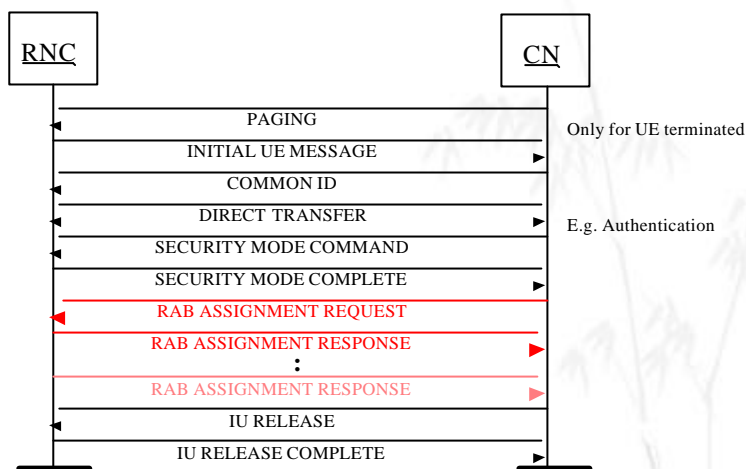 RNC
CN
PAGING
Only for UE terminated
INITIAL UE MESSAGE
COMMON ID
DIRECT TRANSFER
E.g. Authentication
SECURITY MODE COMMAND
SECURITY MODE COMPLETE
RAB ASSIGNMENT REQUEST
RAB ASSIGNMENT RESPONSE
:
RAB ASSIGNMENT RESPONSE
IU RELEASE
IU RELEASE COMPLETE